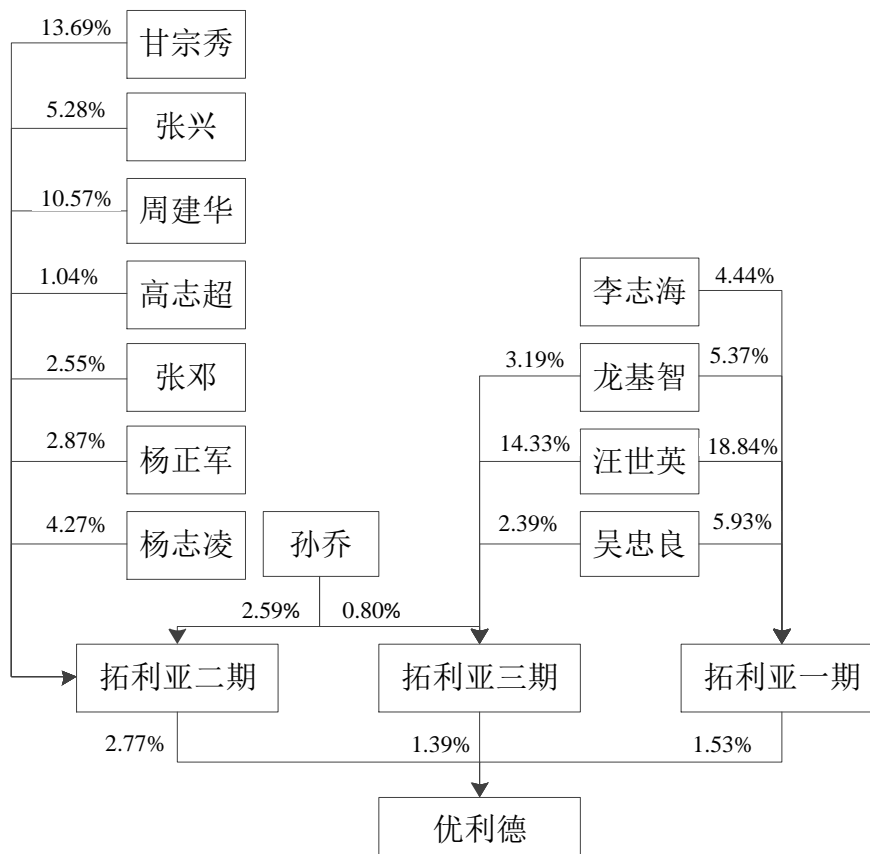 13.69%
甘宗秀
5.28%
张兴
10.57%
周建华
1.04%
高志超
李志海
4.44%
2.55%
张邓
3.19%
龙基智
5.37%
2.87%
杨正军
14.33%
汪世英
18.84%
4.27%
杨志凌
孙乔
2.39%
吴忠良
5.93%
2.59%
0.80%
拓利亚二期
拓利亚三期
拓利亚一期
2.77%
1.39%
1.53%
优利德